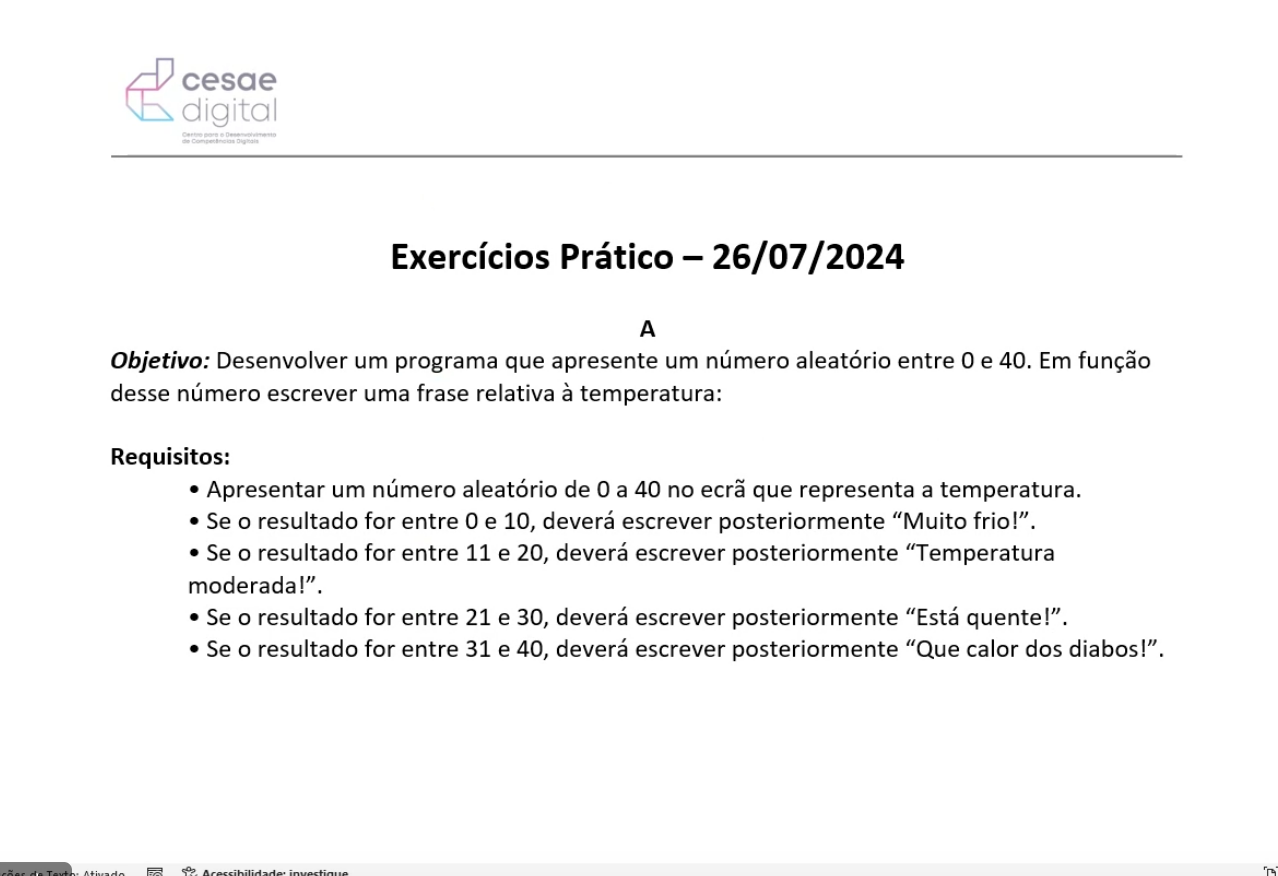 cesae
digital
Centro para o Desenvolvimento
de Competências Digitais
Exercícios Prático – 26/07/2024
A
Objetivo: Desenvolver um programa que apresente um número aleatório entre 0 e 40. Em função
desse número escrever uma frase relativa à temperatura:
Requisitos:
• Apresentar um número aleatório de 0 a 40 no ecrã que representa a temperatura.
• Se o resultado for entre 0 e 10, deverá escrever posteriormente “Muito frio!”.
• Se o resultado for entre 11 e 20, deverá escrever posteriormente “Temperatura
moderada!”.
• Se o resultado for entre 21 e 30, deverá escrever posteriormente “Está quente!”.
• Se o resultado for entre 31 e 40, deverá escrever posteriormente “Que calor dos diabos!”.
de Texto: Ativado
Acessibilidade: investigue